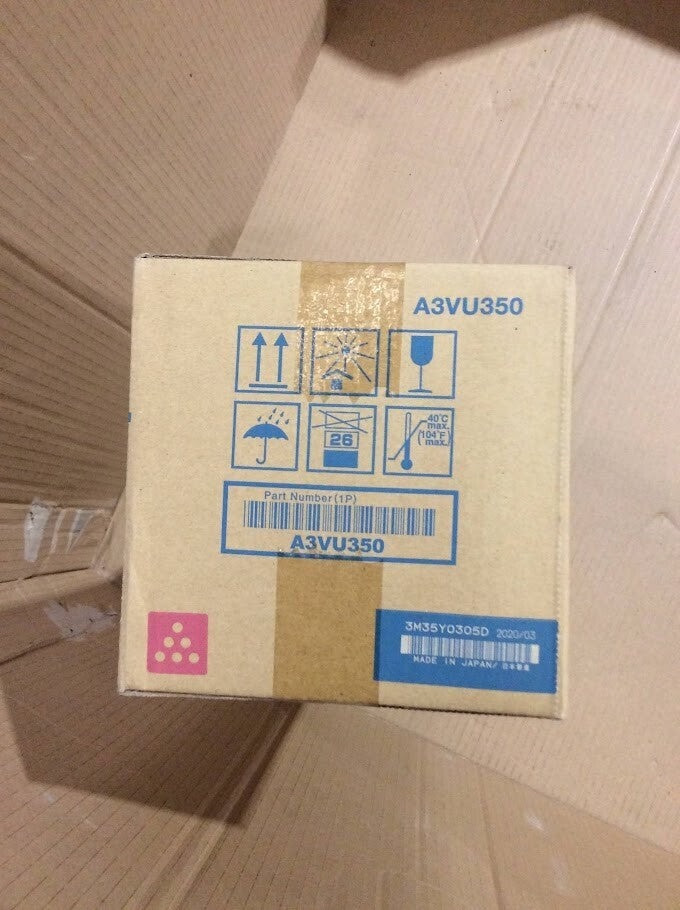 A3VU350
26
40°C
max.
(104°F
max.)
Part Number(1P)
A3VU350
3M35Y0305D 2020/03
MADE IN JAPAN/日本製造